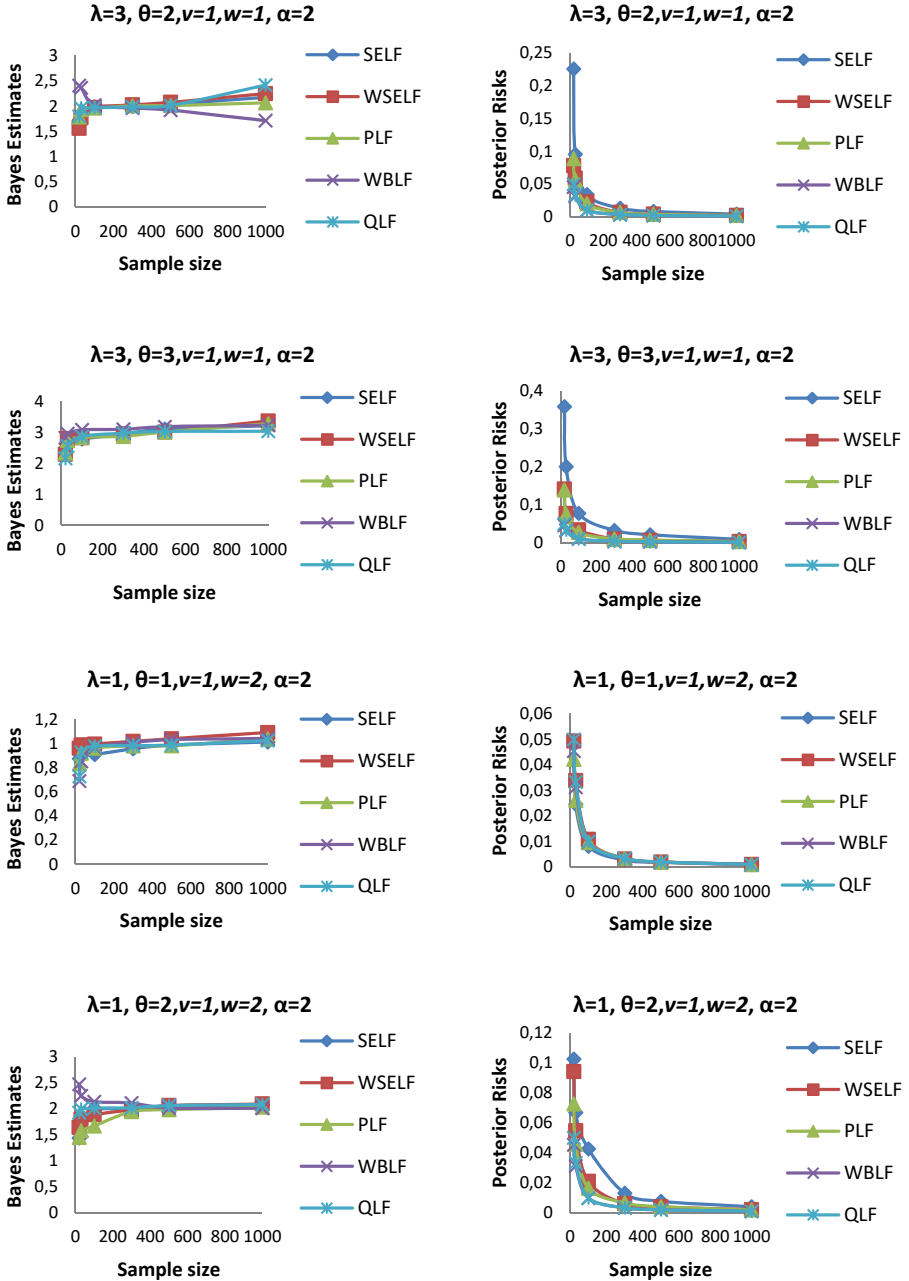 λ=3, θ=2,v=1,w=1, α=2
Bayes Estimates
3
2,5
2
1,5
1
0,5
0
0 200 400 600 800 1000
Sample size
SELF
WSELF
PLF
WBLF
QLF
λ=3, θ=2,v=1,w=1, α=2
Posterior Risks
0,25
0,2
0,15
0,1
0,05
0
0 200 400 600 800 1000
Sample size
SELF
WSELF
PLF
WBLF
QLF
λ=3, θ=3,v=1,w=1, α=2
Bayes Estimates
4
3
2
1
0
0 200 400 600 800 1000
Sample size
SELF
WSELF
PLF
WBLF
QLF
λ=3, θ=3,v=1,w=1, α=2
Posterior Risks
0,4
0,3
0,2
0,1
0
0 200 400 600 800 1000
Sample size
SELF
WSELF
PLF
WBLF
QLF
λ=1, θ=1,v=1,w=2, α=2
Bayes Estimates
1,2
1
0,8
0,6
0,4
0,2
0
0 200 400 600 800 1000
Sample size
SELF
WSELF
PLF
WBLF
QLF
λ=1, θ=1,v=1,w=2, α=2
Posterior Risks
0,06
0,05
0,04
0,03
0,02
0,01
0
0 200 400 600 800 1000
Sample size
SELF
WSELF
PLF
WBLF
QLF
λ=1, θ=2,v=1,w=2, α=2
Bayes Estimates
3
2,5
2
1,5
1
0,5
0
0 200 400 600 800 1000
Sample size
SELF
WSELF
PLF
WBLF
QLF
λ=1, θ=2,v=1,w=2, α=2
Posterior Risks
0,12
0,1
0,08
0,06
0,04
0,02
0
0 200 400 600 800 1000
Sample size
SELF
WSELF
PLF
WBLF
QLF